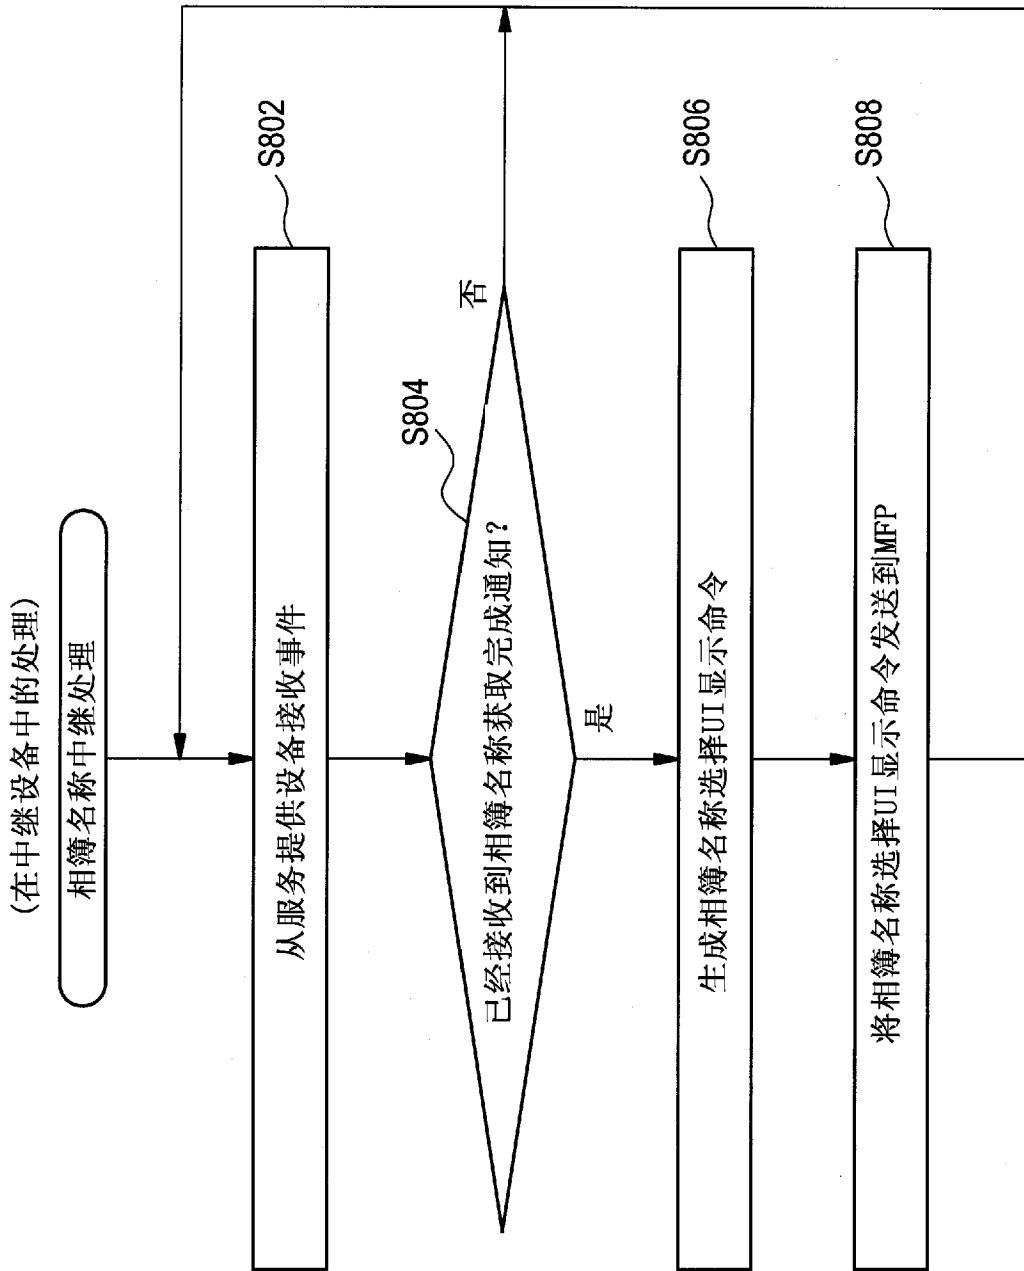 (在中继设备中的处理)
相簿名称中继处理
从服务提供设备接收事件
S802
已经接收到相簿名称获取完成通知?
S804
否
是
生成相簿名称选择UI显示命令
S806
将相簿名称选择UI显示命令发送到MFP
S808